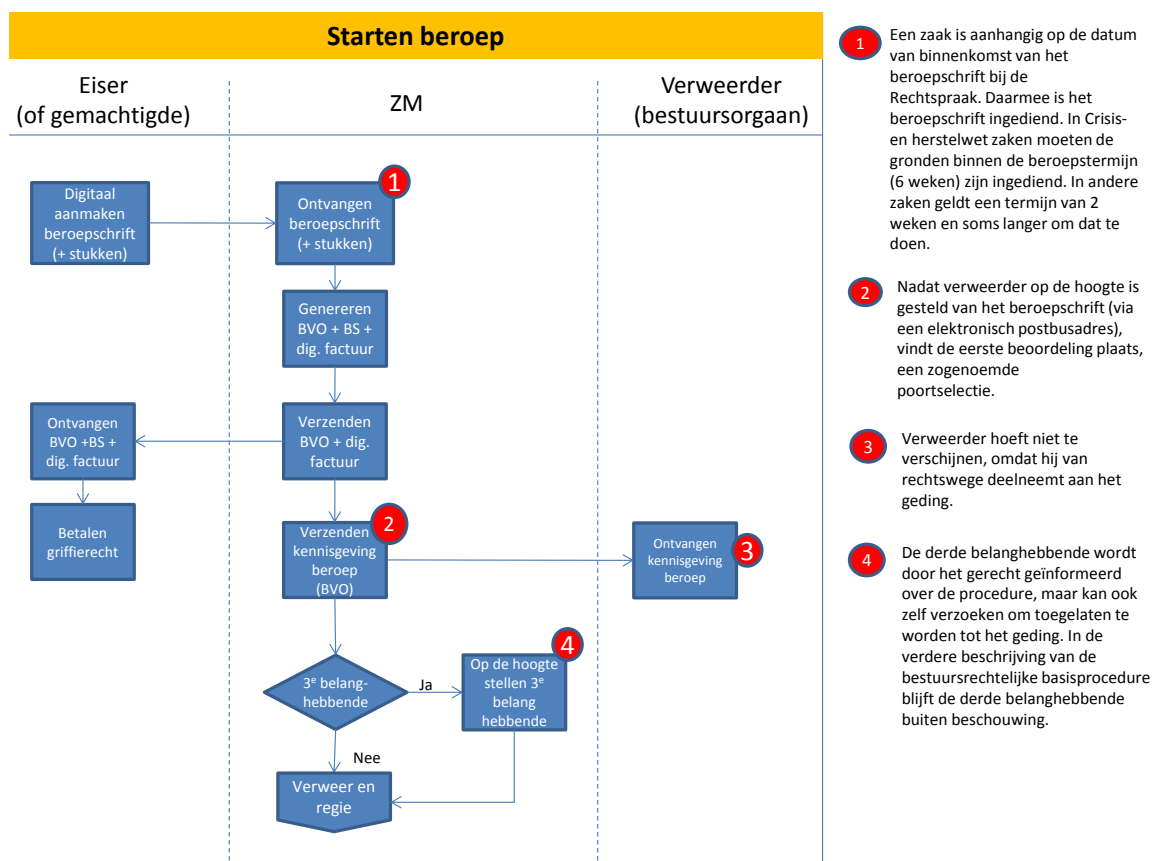 Starten beroep
Eiser
(of gemachtigde)
ZM
Verweerder
(bestuursorgaan)
Digitaal
aanmaken
beroepschrift
(+ stukken)
1
Ontvangen
beroepschrift
(+ stukken)
Genereren
BVO + BS +
dig. factuur
Ontvangen
BVO +BS +
dig. factuur
Verzenden
BVO + dig.
factuur
Betalen
griffierecht
2
Verzenden
kennisgeving
beroep
(BVO)
3
Ontvangen
kennisgeving
beroep
3e belang-
hebbende
Ja
4
Op de hoogte
stellen 3e
belang
hebbende
Nee
Verweer en
regie
1
Een zaak is aanhangig op de datum
van binnenkomst van het
beroepschrift bij de
Rechtspraak. Daarmee is het
beroepschrift ingediend. In Crisis-
en herstelwet zaken moeten de
gronden binnen de beroepstermijn
(6 weken) zijn ingediend. In andere
zaken geldt een termijn van 2
weken en soms langer om dat te
doen.
2
Nadat verweerder op de hoogte is
gesteld van het beroepschrift (via
een elektronisch postbusadres),
vindt de eerste beoordeling plaats,
een zogenoemde
poortselectie.
3
Verweerder hoeft niet te
verschijnen, omdat hij van
rechtswege deelneemt aan het
geding.
4
De derde belanghebbende wordt
door het gerecht geïnformeerd
over de procedure, maar kan ook
zelf verzoeken om toegelaten te
worden tot het geding. In de
verdere beschrijving van de
bestuursrechtelijke basisprocedure
blijft de derde belanghebbende
buiten beschouwing.